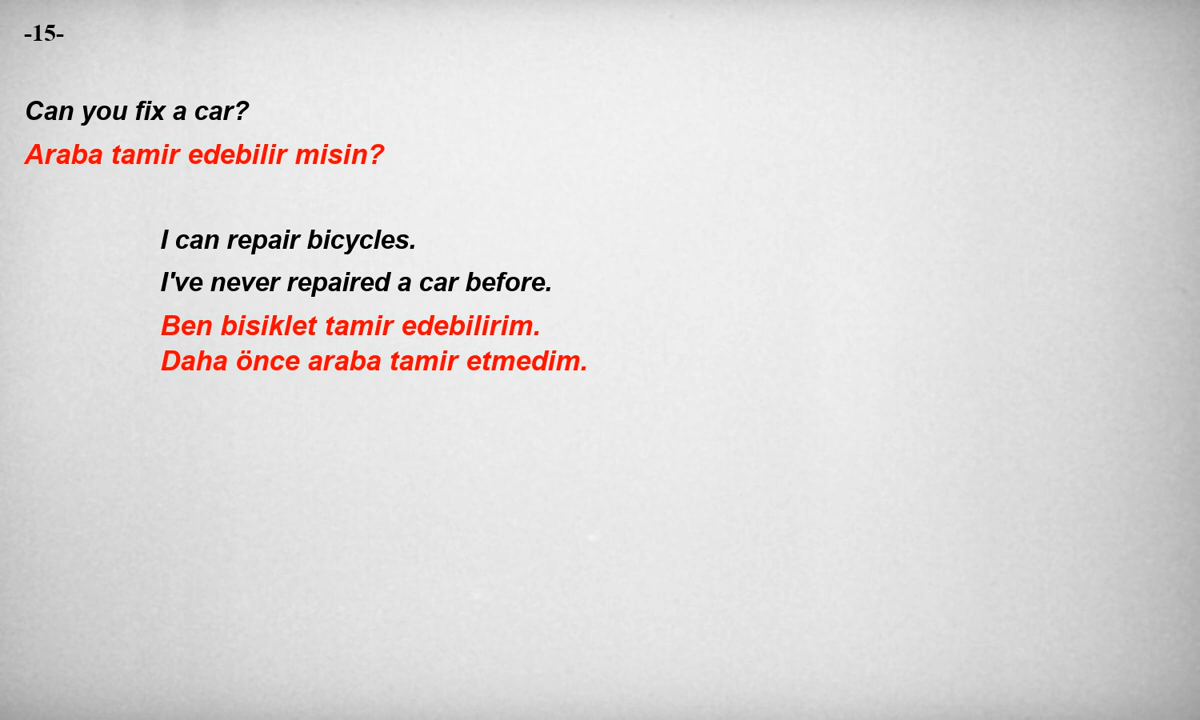 -15-
Can you fix a car?
Araba tamir edebilir misin?
I can repair bicycles.
I've never repaired a car before.
Ben bisiklet tamir edebilirim.
Daha önce araba tamir etmedim.